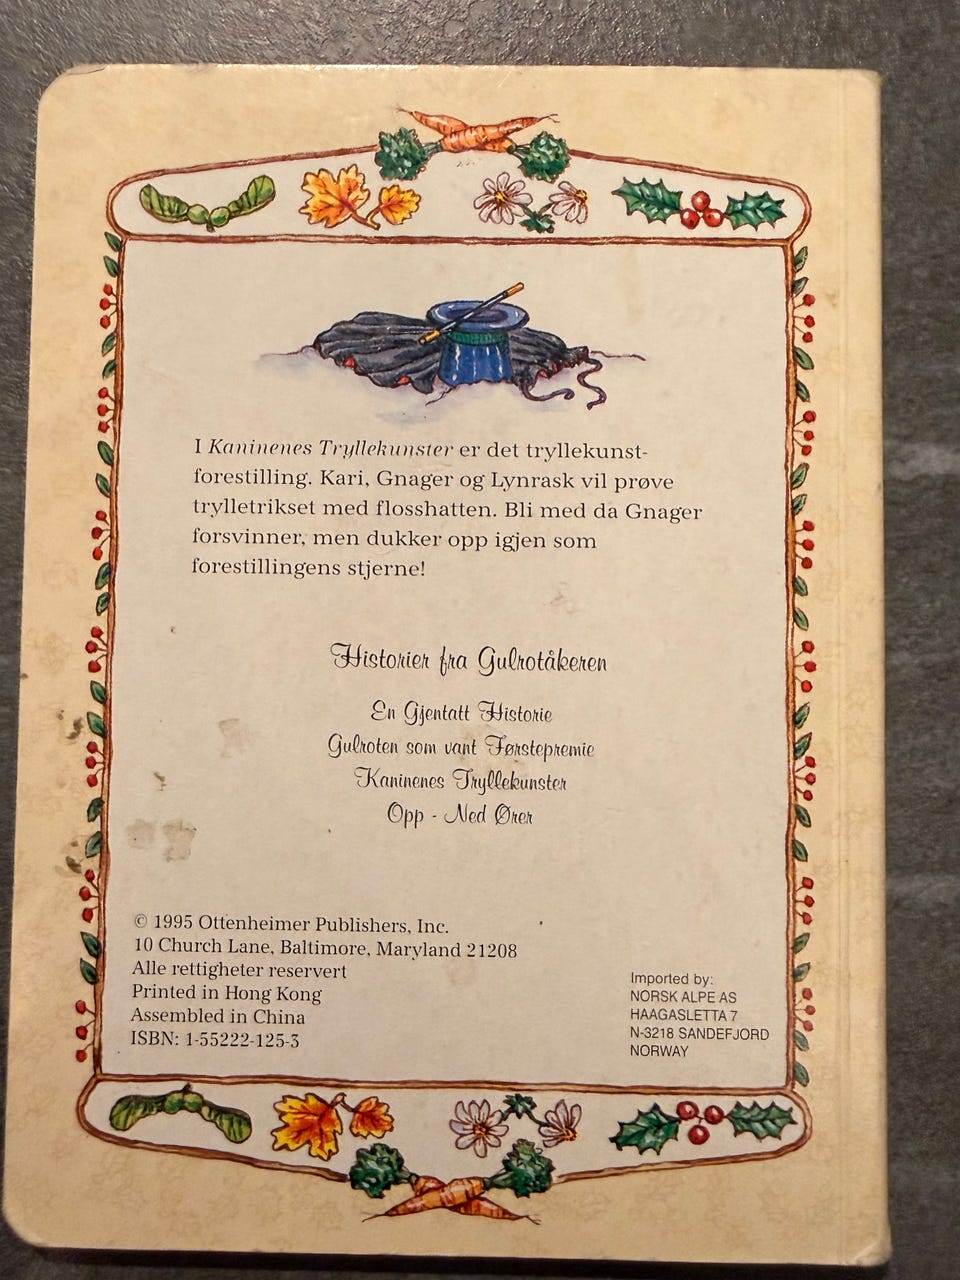 I Kaninenes Tryllekunster er det tryllekunst-
forestilling. Kari, Gnager og Lynrask vil prøve
trylletrikset med flosshatten. Bli med da Gnager
forsvinner, men dukker opp igjen som
forestillingens stjerne!
Historier fra Gulrotåkeren
En Gjentatt Historie
Gulroten som vant Førstepremie
Kaninenes Tryllekunster
Opp - Ned Ører
© 1995 Ottenheimer Publishers, Inc.
10 Church Lane, Baltimore, Maryland 21208
Alle rettigheter reservert
Printed in Hong Kong
Assembled in China
ISBN: 1-55222-125-3
Imported by:
NORSK ALPE AS
HAAGASLETTA 7
N-3218 SANDEFJORD
NORWAY